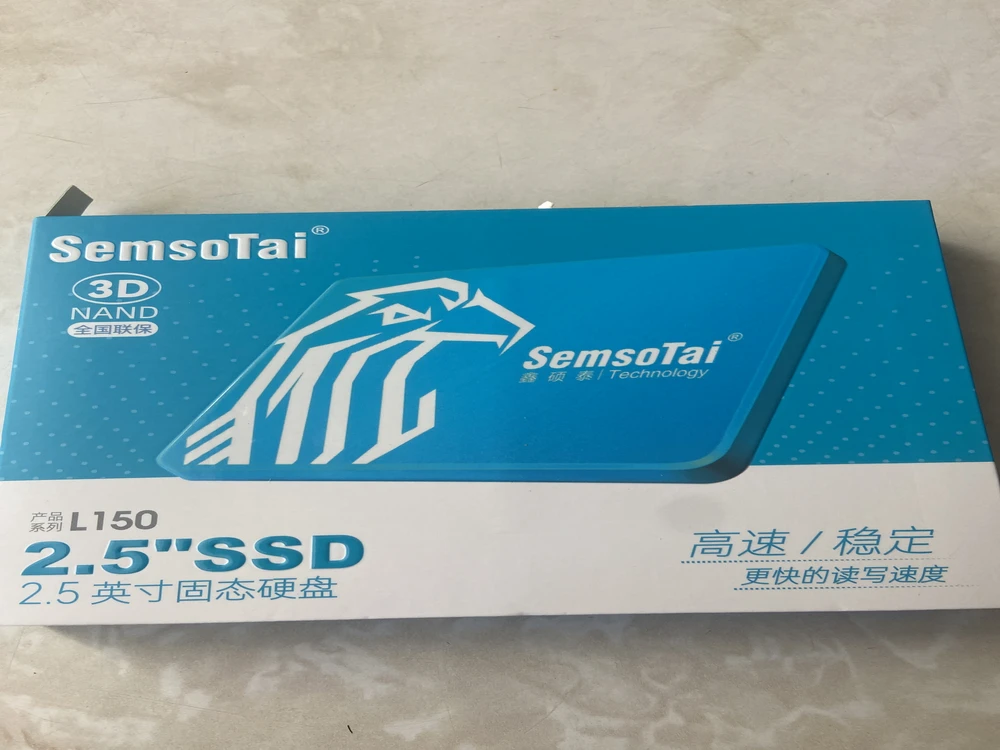 SemsoTai®
3D
NAND
全国联保
SemsoTai®
鑫硕泰 | Technology
产品
系列 L150
2.5"SSD
2.5 英寸固态硬盘
高速 / 稳定
更快的读写速度